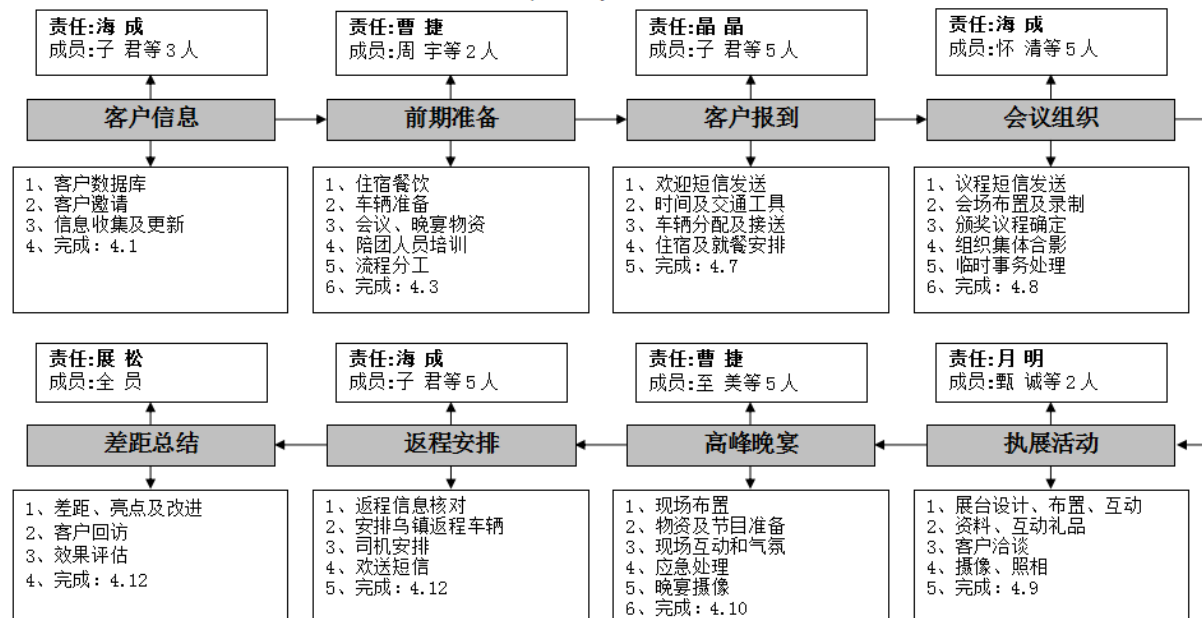 责任:海 成
成员:子 君等3人
客户信息
1、客户数据库
2、客户邀请
3、信息收集及更新
4、完成:4.1
责任:曹 捷
成员:周 宇等2人
前期准备
1、住宿餐饮
2、车辆准备
3、会议、晚宴物资
4、陪团人员培训
5、流程分工
6、完成:4.3
责任:晶 晶
成员:子 君等5人
客户报到
1、欢迎短信发送
2、时间及交通工具
3、车辆分配及接送
4、住宿及就餐安排
5、完成:4.7
责任:海 成
成员:怀 清等5人
会议组织
1、议程短信发送
2、会场布置及录制
3、颁奖议程确定
4、组织集体合影
5、临时事务处理
6、完成:4.8
责任:月 明
成员:甄 诚等2人
执展活动
1、展台设计、布置、互动
2、资料、互动礼品
3、客户洽谈
4、摄像、照相
5、完成:4.9
责任:曹 捷
成员:至 美等5人
高峰晚宴
1、现场布置
2、物资及节目准备
3、现场互动和气氛
4、应急处理
5、晚宴摄像
6、完成:4.10
责任:海 成
成员:子 君等5人
返程安排
1、返程信息核对
2、安排乌镇返程车辆
3、司机安排
4、欢送短信
5、完成:4.12
责任:展 松
成员:全 员
差距总结
1、差距、亮点及改进
2、客户回访
3、效果评估
4、完成:4.12